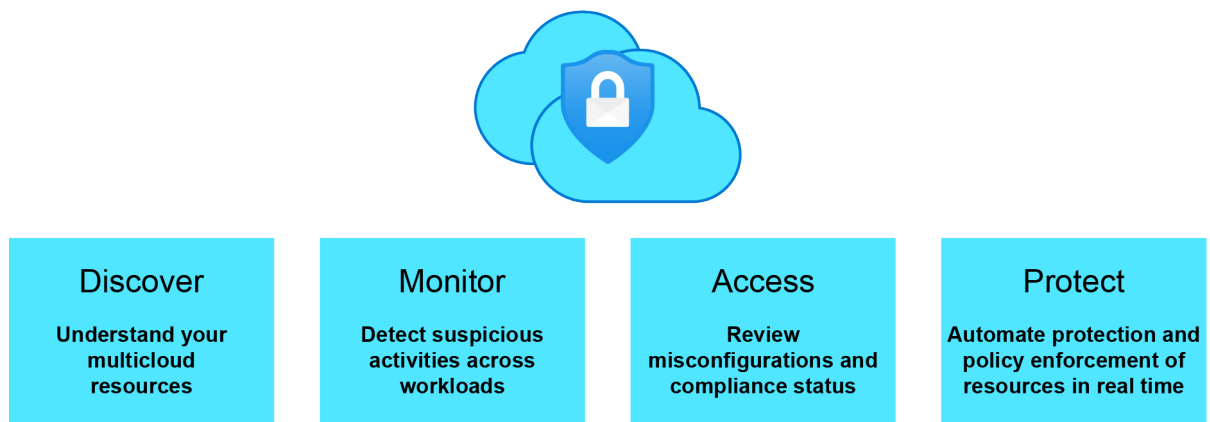 Discover
Understand your
multicloud
resources
Monitor
Detect suspicious
activities across
workloads
Access
Review
misconfigurations and
compliance status
Protect
Automate protection and
policy enforcement of
resources in real time